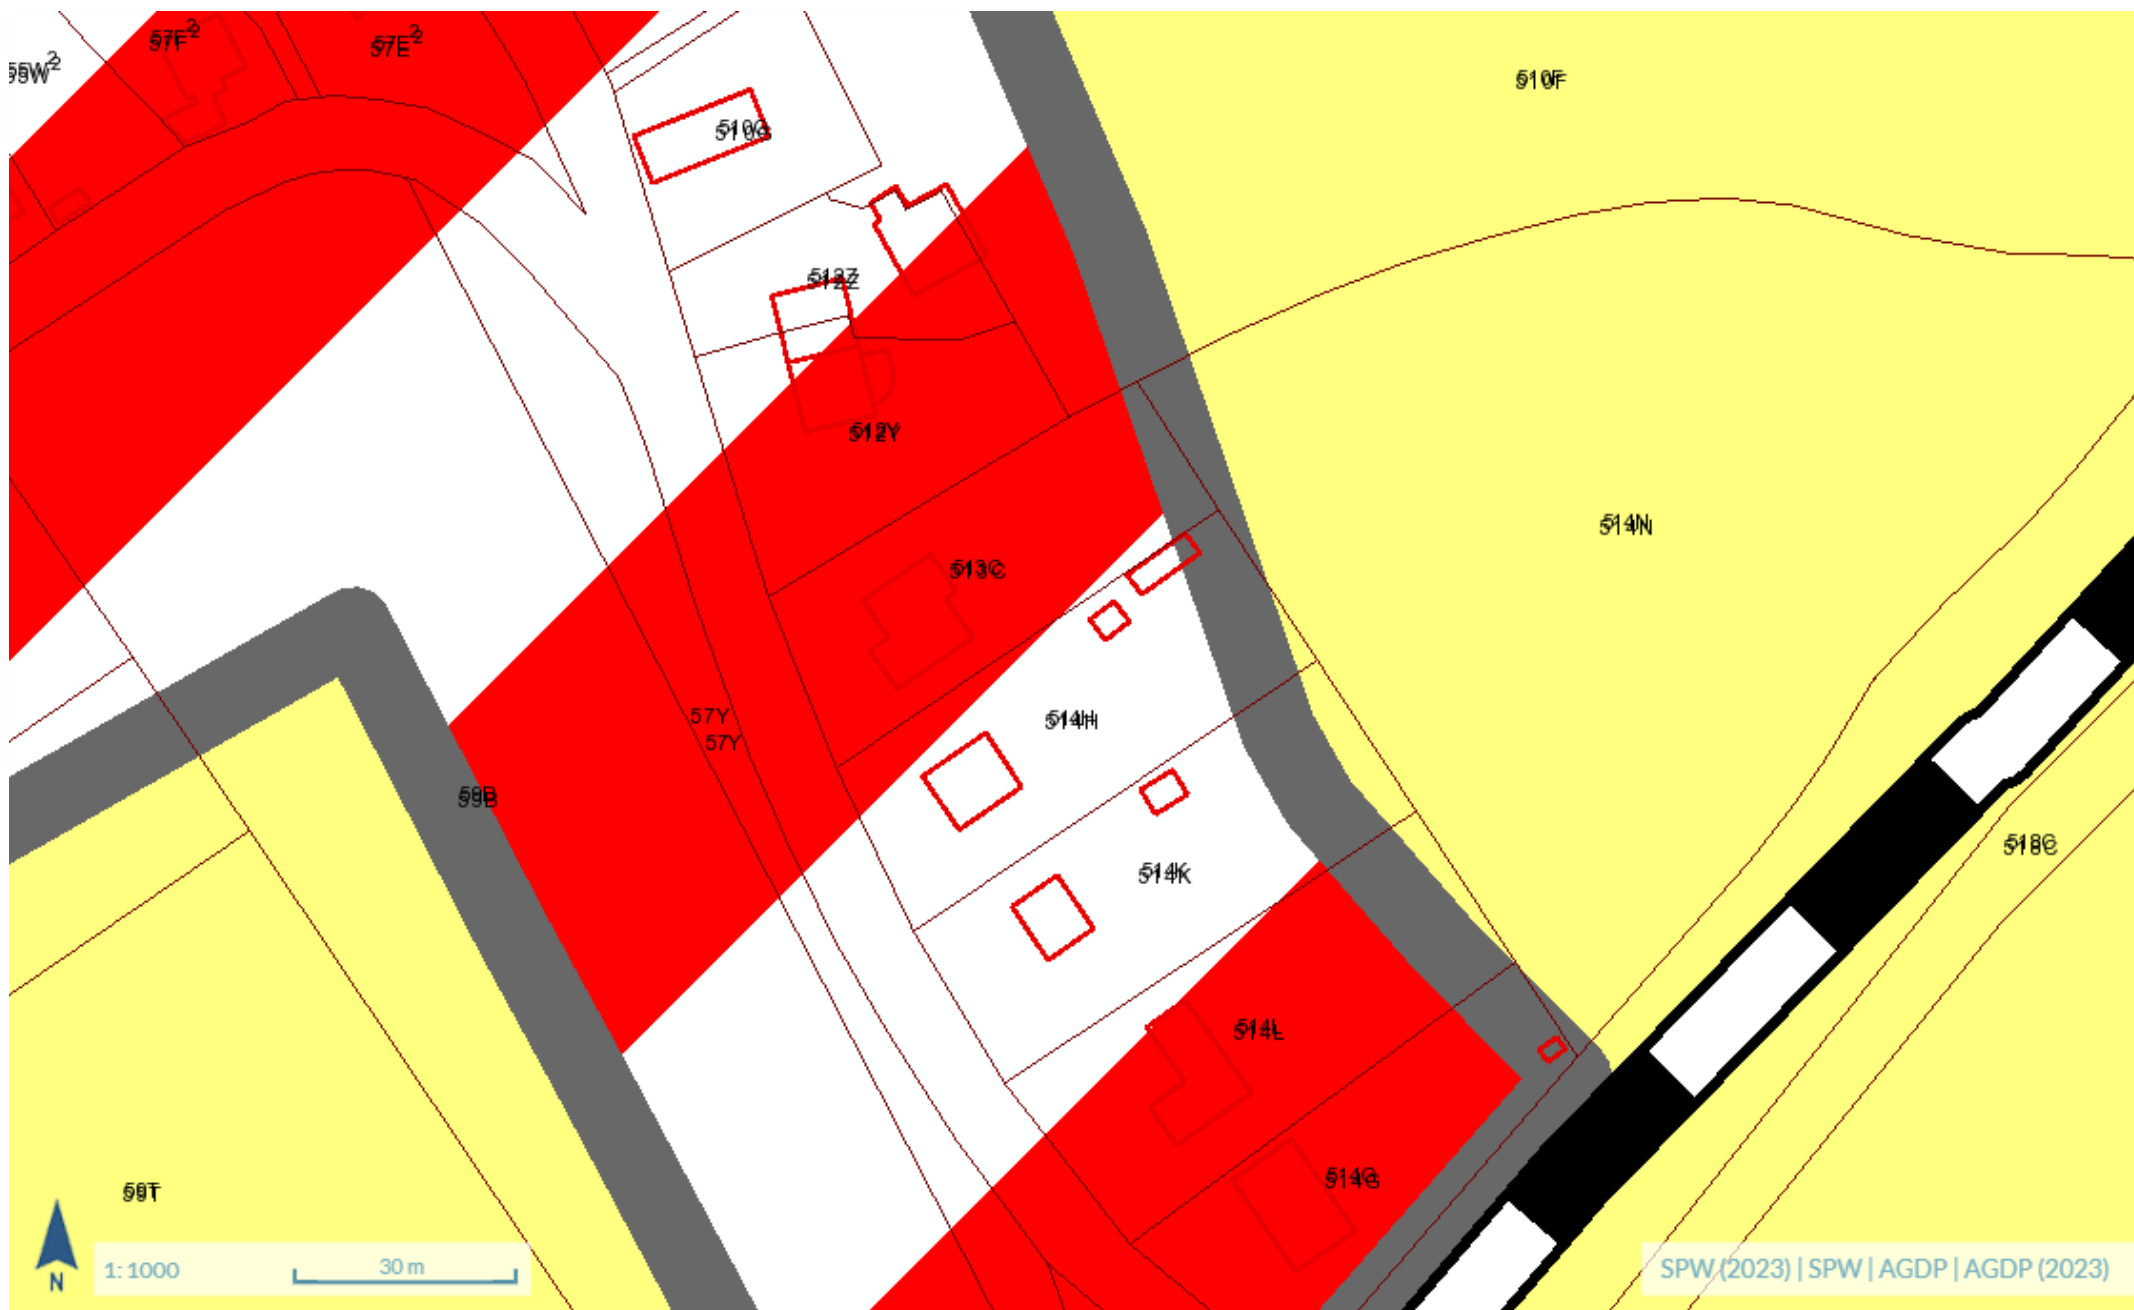 57F²
57E²
55W²
510F
510G
512Z
512Y
514N
513C
57Y
514H
57Y
59B
518C
514K
514L
514G
59T
1:1000
30 m
N
SPW (2023) | SPW | AGDP | AGDP (2023)